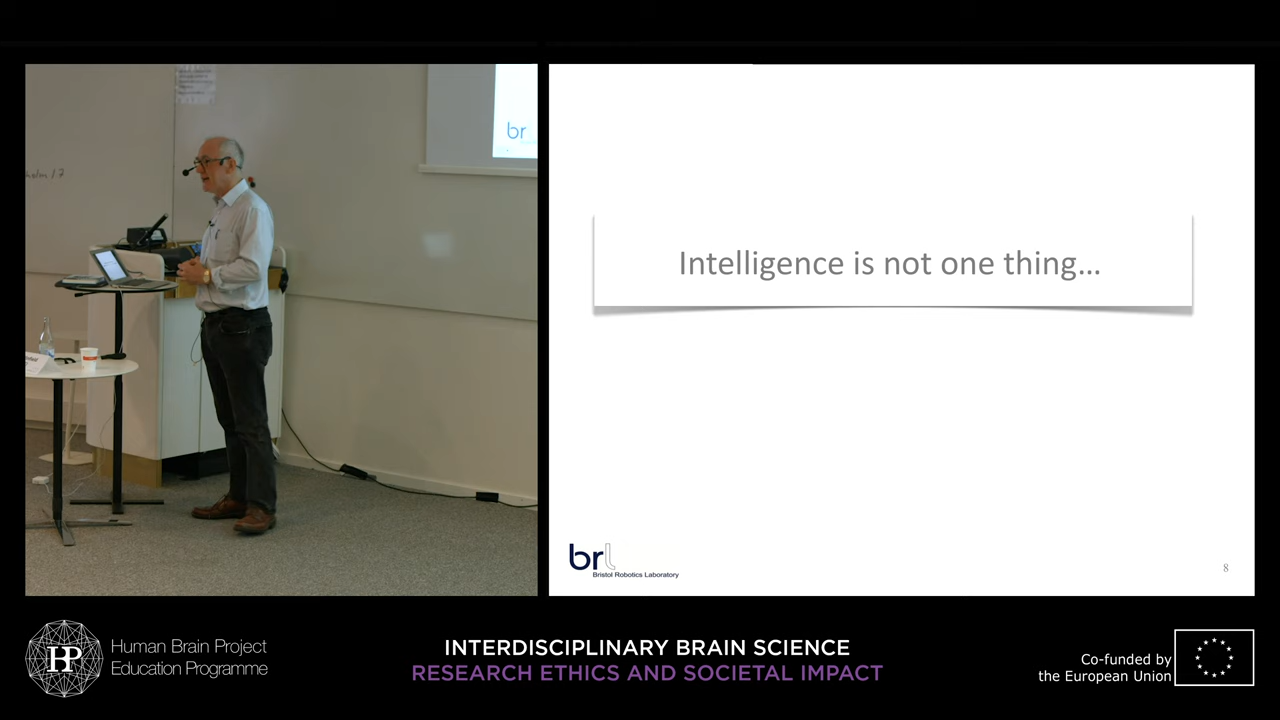 br
Intelligence is not one thing...
brl
Bristol Robotics Laboratory
8
HP
Human Brain Project
Education Programme
INTERDISCIPLINARY BRAIN SCIENCE
RESEARCH ETHICS AND SOCIETAL IMPACT
Co-funded by
the European Union